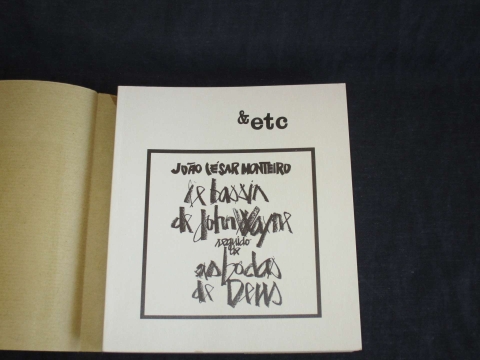 & etc
JOÃO CÉSAR MONTEIRO
le bassin
de John Wayne
seguido
de
as bodas
de Deus